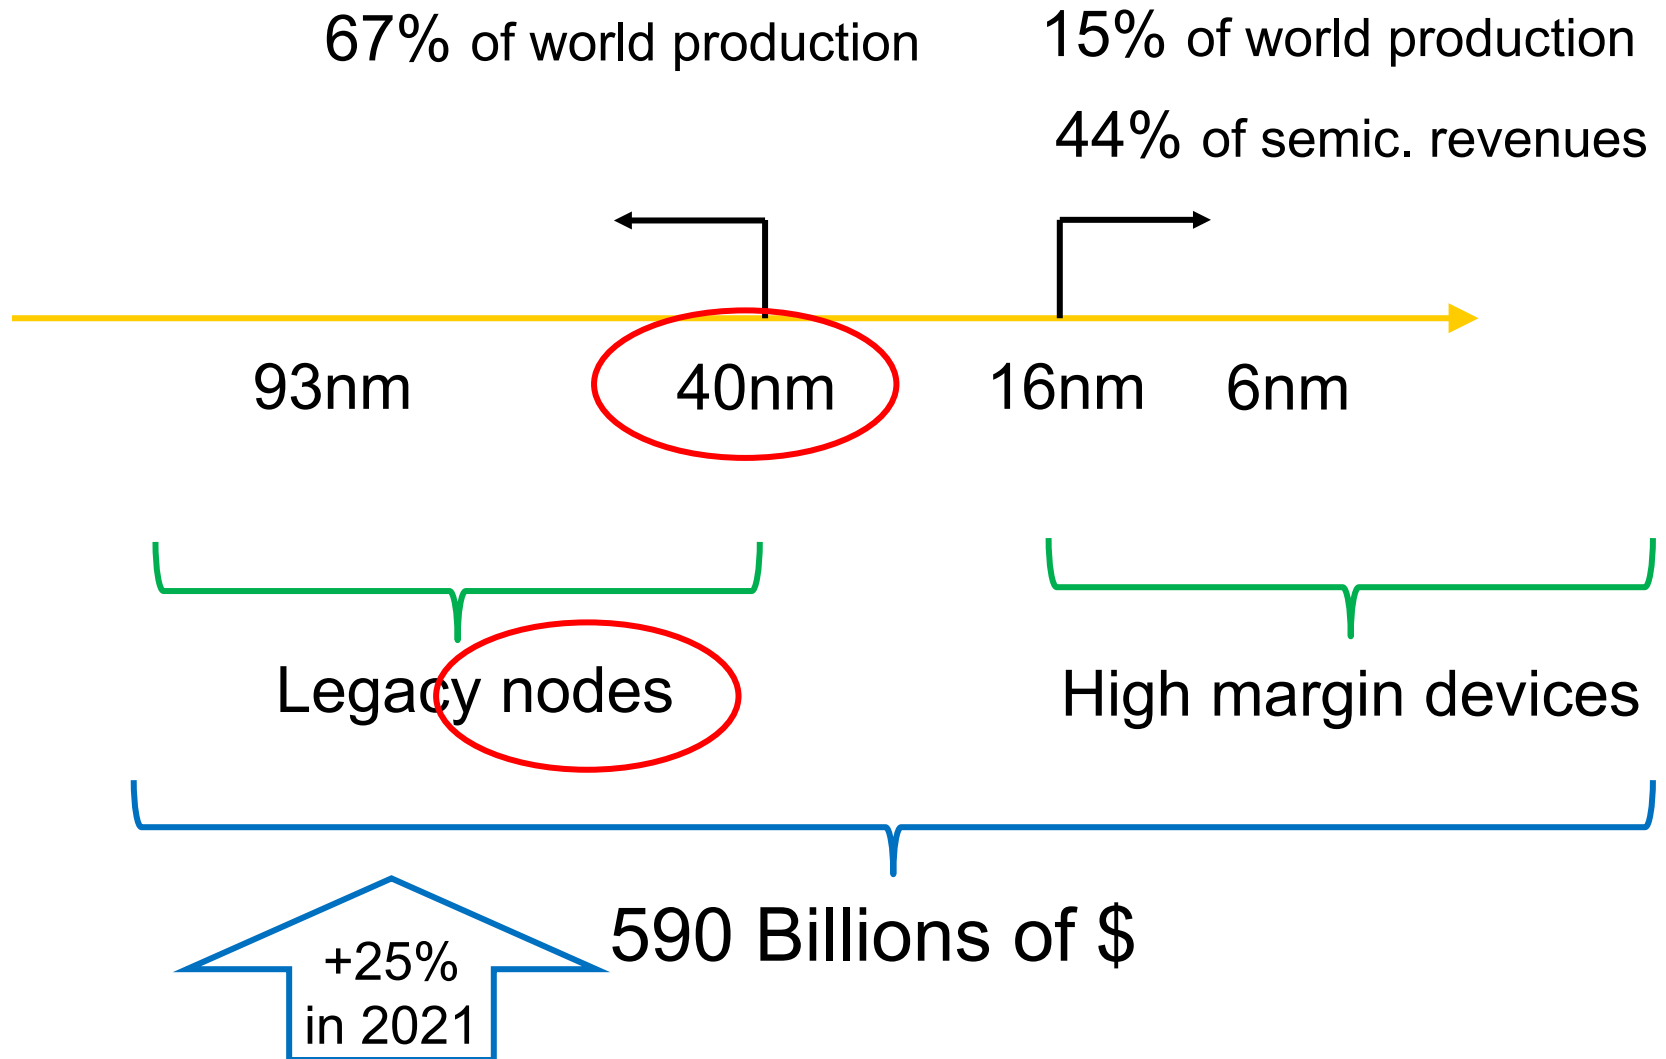 67% of world production
15% of world production
44% of semic. revenues
93nm
40nm
16nm
6nm
Legacy nodes
High margin devices
590 Billions of $
+25%
in 2021